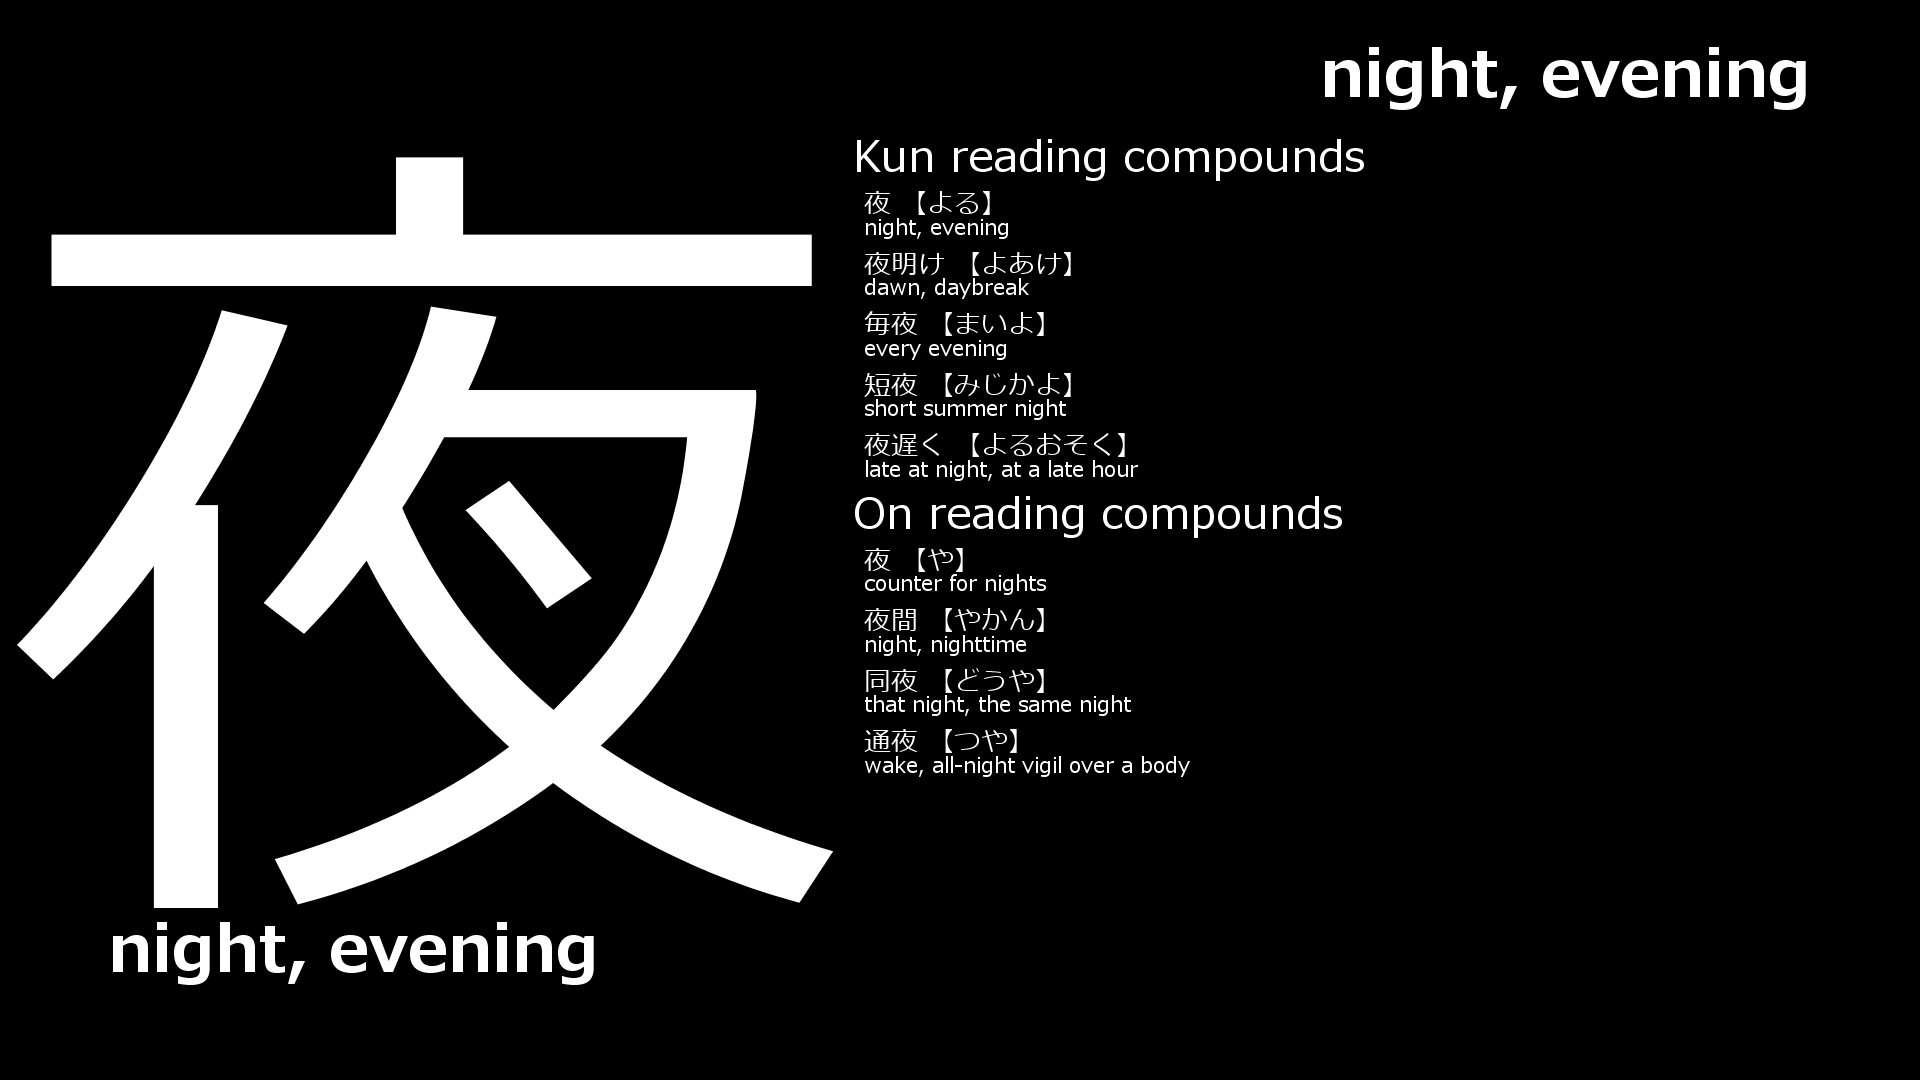 night, evening
夜
night, evening
Kun reading compounds
夜 【よる】
night, evening
夜明け 【よあけ】
dawn, daybreak
毎夜 【まいよ】
every evening
短夜 【みじかよ】
short summer night
夜遅く 【よるおそく】
late at night, at a late hour
On reading compounds
夜 【や】
counter for nights
夜間 【やかん】
night, nighttime
同夜 【どうや】
that night, the same night
通夜 【つや】
wake, all-night vigil over a body